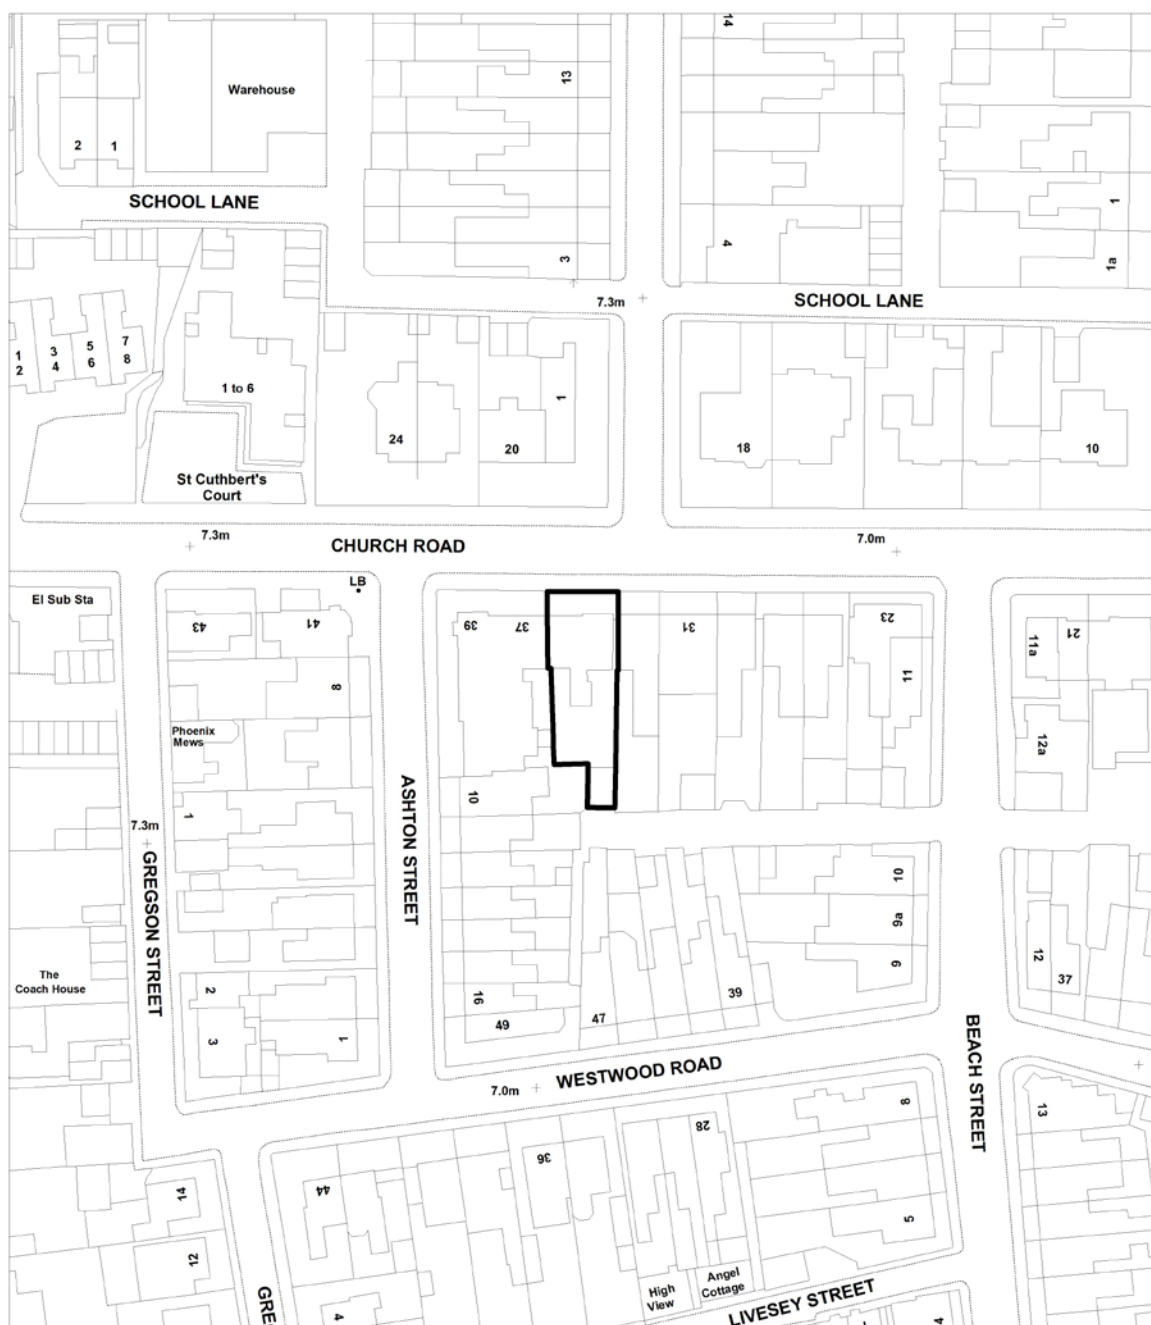 14
13
Warehouse
2
1
SCHOOL LANE
1
4
3
1a
7.3m
SCHOOL LANE
1
2
3
4
5
6
7
8
1 to 6
1
24
20
18
10
St Cuthbert's
Court
7.3m
CHURCH ROAD
7.0m
LB
El Sub Sta
43
41
39
37
31
23
11a
21
8
11
Phoenix
Mews
12a
10
ASHTON STREET
1
7.3m
GREGSON STREET
10
9a
9
12
37
The
Coach House
2
16
39
47
49
3
1
BEACH STREET
WESTWOOD ROAD
7.0m
8
13
28
36
44
14
5
12
High
View
Angel
Cottage
LIVESEY STREET
GRE
4